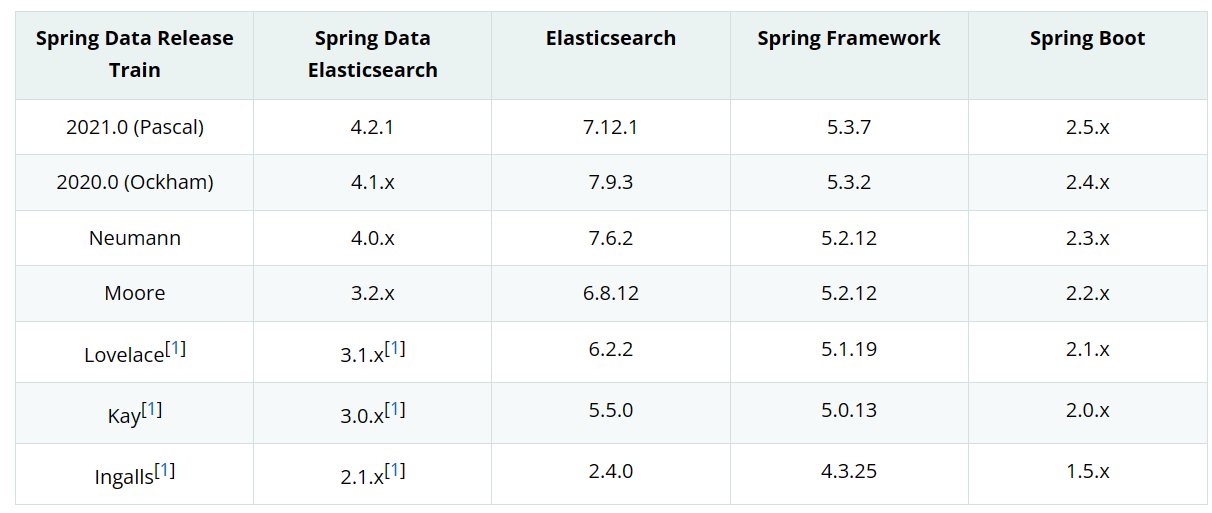 Spring Data Release Train
Spring Data Elasticsearch
Elasticsearch
Spring Framework
Spring Boot
2021.0 (Pascal) 4.2.1 7.12.1 5.3.7 2.5.x
2020.0 (Ockham) 4.1.x 7.9.3 5.3.2 2.4.x
Neumann 4.0.x 7.6.2 5.2.12 2.3.x
Moore 3.2.x 6.8.12 5.2.12 2.2.x
Lovelace[1] 3.1.x[1] 6.2.2 5.1.19 2.1.x
Kay[1] 3.0.x[1] 5.5.0 5.0.13 2.0.x
Ingalls[1] 2.1.x[1] 2.4.0 4.3.25 1.5.x